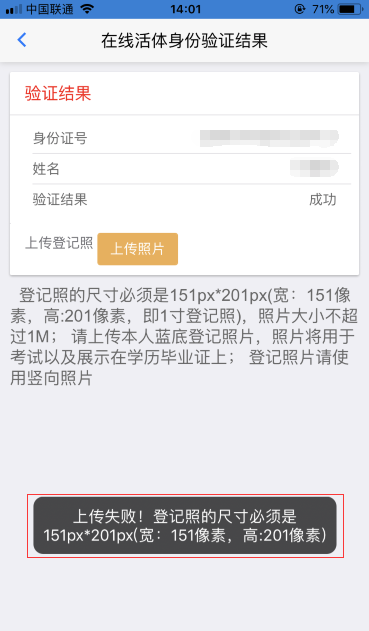 中国联通 14:01 71%
在线活体身份验证结果
验证结果
身份证号
姓名
验证结果 成功
上传登记照 上传照片
登记照的尺寸必须是151px*201px(宽：151像
素，高:201像素，即1寸登记照)，照片大小不超
过1M； 请上传本人蓝底登记照片，照片将用于
考试以及展示在学历毕业证上； 登记照片请使
用竖向照片
上传失败！登记照的尺寸必须是
151px*201px(宽：151像素，高:201像素)